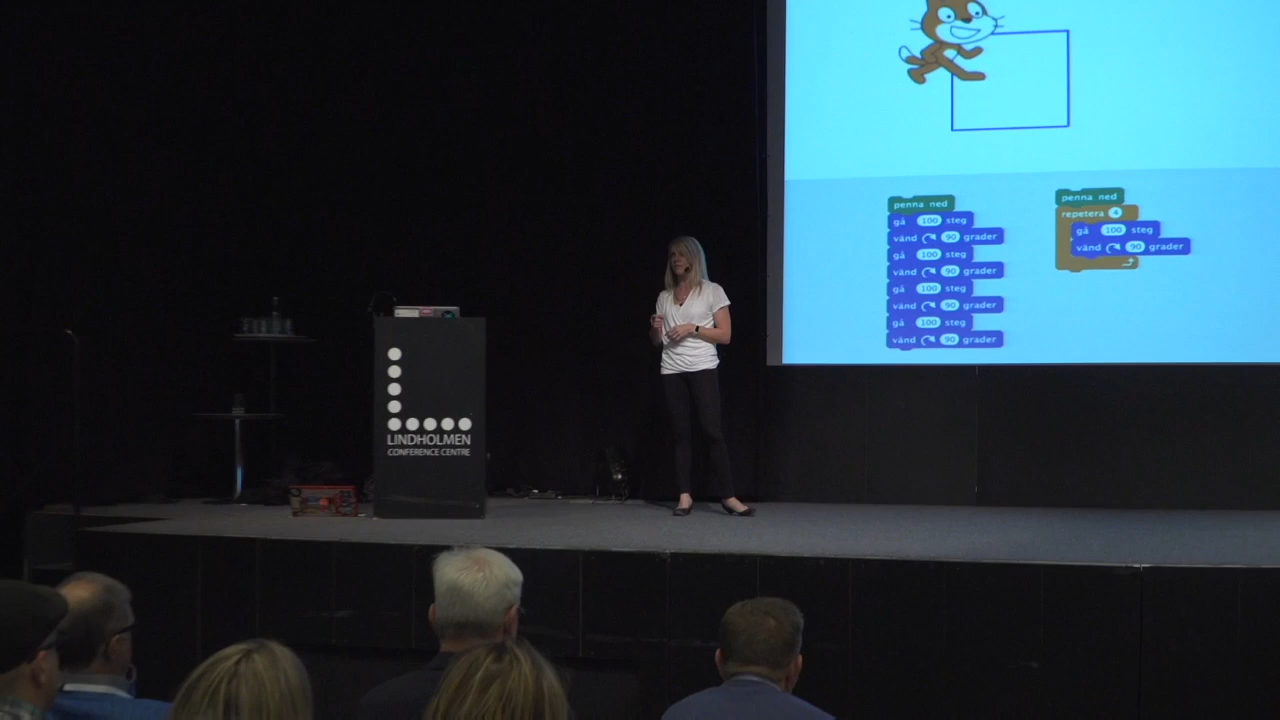 penna ned
gå 100 steg
vänd 90 grader
gå 100 steg
vänd 90 grader
gå 100 steg
vänd 90 grader
gå 100 steg
vänd 90 grader
penna ned
repetera 4
gå 100 steg
vänd 90 grader
LINDHOLMEN
CONFERENCE CENTRE